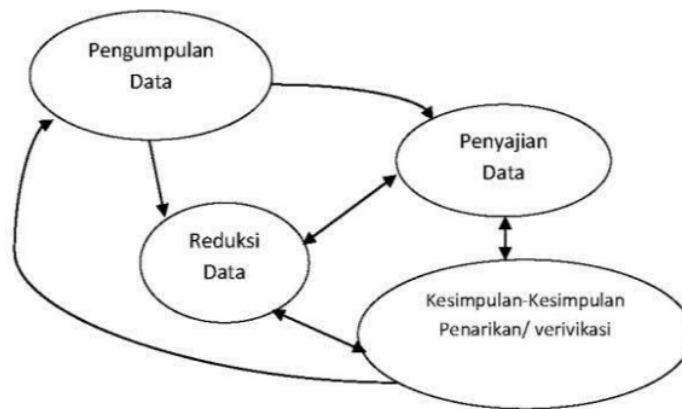 Pengumpulan
Data
Penyajian
Data
Reduksi
Data
Kesimpulan-Kesimpulan
Penarikan/ verivikasi